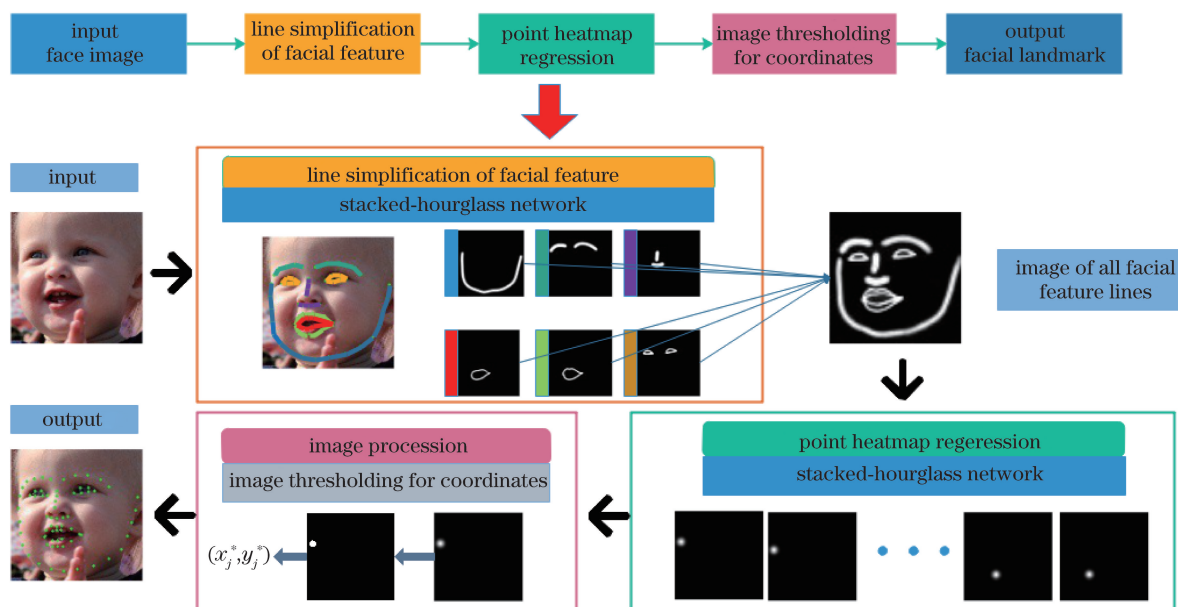 input
face image
line simplification
of facial feature
point heatmap
regression
image thresholding
for coordinates
output
facial landmark
input
line simplification of facial feature
stacked-hourglass network
image of all facial
feature lines
output
image procession
image thresholding for coordinates
(x_j^*,y_j^*)
point heatmap regeression
stacked-hourglass network